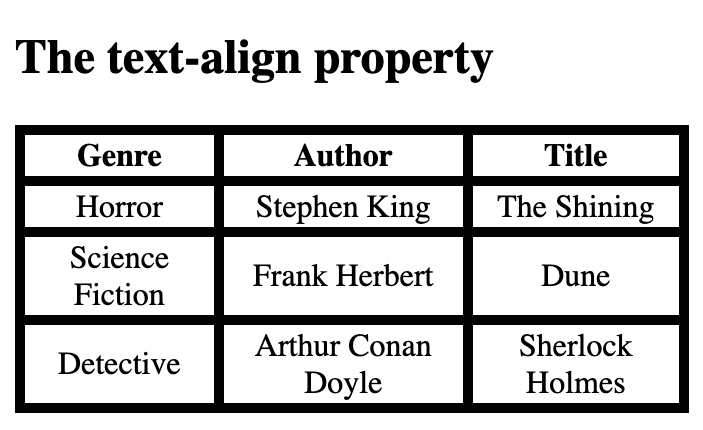 The text-align property
Genre Author Title
Horror Stephen King The Shining
Science
Fiction
Frank Herbert
Dune
Detective
Arthur Conan
Doyle
Sherlock
Holmes